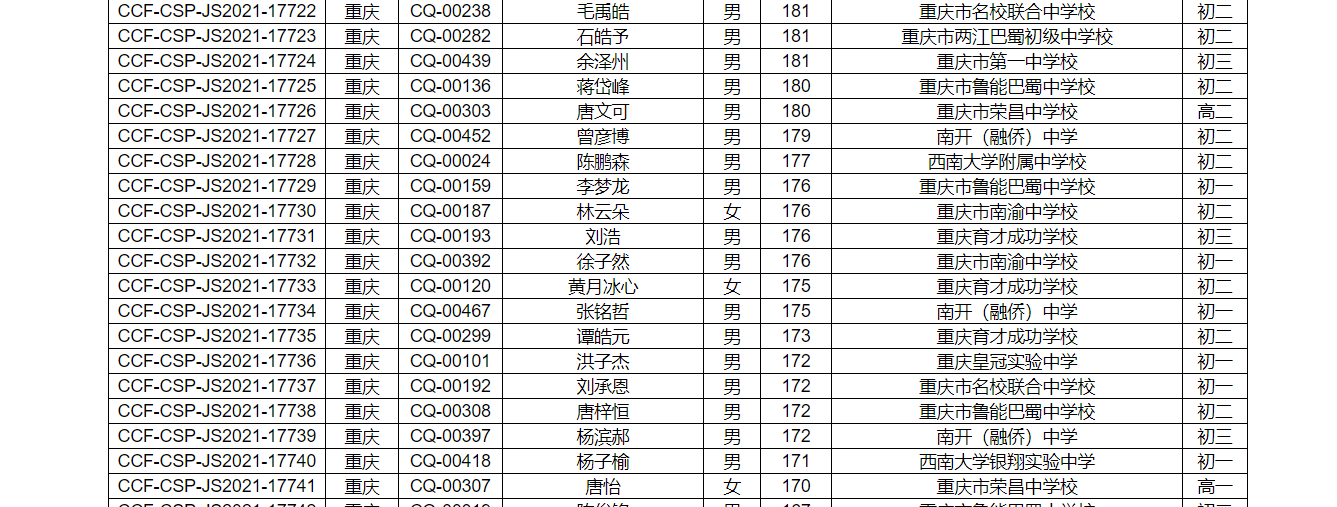 CCF-CSP-JS2021-17722 重庆 CQ-00238 毛禹皓 男 181 重庆市名校联合中学校 初二
CCF-CSP-JS2021-17723 重庆 CQ-00282 石皓予 男 181 重庆市两江巴蜀初级中学校 初二
CCF-CSP-JS2021-17724 重庆 CQ-00439 余泽州 男 181 重庆市第一中学校 初三
CCF-CSP-JS2021-17725 重庆 CQ-00136 蒋岱峰 男 180 重庆市鲁能巴蜀中学校 初二
CCF-CSP-JS2021-17726 重庆 CQ-00303 唐文可 男 180 重庆市荣昌中学校 高二
CCF-CSP-JS2021-17727 重庆 CQ-00452 曾彦博 男 179 南开（融侨）中学 初二
CCF-CSP-JS2021-17728 重庆 CQ-00024 陈鹏森 男 177 西南大学附属中学校 初二
CCF-CSP-JS2021-17729 重庆 CQ-00159 李梦龙 男 176 重庆市鲁能巴蜀中学校 初一
CCF-CSP-JS2021-17730 重庆 CQ-00187 林云朵 女 176 重庆市南渝中学校 初二
CCF-CSP-JS2021-17731 重庆 CQ-00193 刘浩 男 176 重庆育才成功学校 初三
CCF-CSP-JS2021-17732 重庆 CQ-00392 徐子然 男 176 重庆市南渝中学校 初一
CCF-CSP-JS2021-17733 重庆 CQ-00120 黄月冰心 女 175 重庆育才成功学校 初二
CCF-CSP-JS2021-17734 重庆 CQ-00467 张铭哲 男 175 南开（融侨）中学 初一
CCF-CSP-JS2021-17735 重庆 CQ-00299 谭皓元 男 173 重庆育才成功学校 初二
CCF-CSP-JS2021-17736 重庆 CQ-00101 洪子杰 男 172 重庆皇冠实验中学 初一
CCF-CSP-JS2021-17737 重庆 CQ-00192 刘承恩 男 172 重庆市名校联合中学校 初一
CCF-CSP-JS2021-17738 重庆 CQ-00308 唐梓恒 男 172 重庆市鲁能巴蜀中学校 初二
CCF-CSP-JS2021-17739 重庆 CQ-00397 杨滨郝 男 172 南开（融侨）中学 初三
CCF-CSP-JS2021-17740 重庆 CQ-00418 杨子榆 男 171 西南大学银翔实验中学 初一
CCF-CSP-JS2021-17741 重庆 CQ-00307 唐怡 女 170 重庆市荣昌中学校 高一